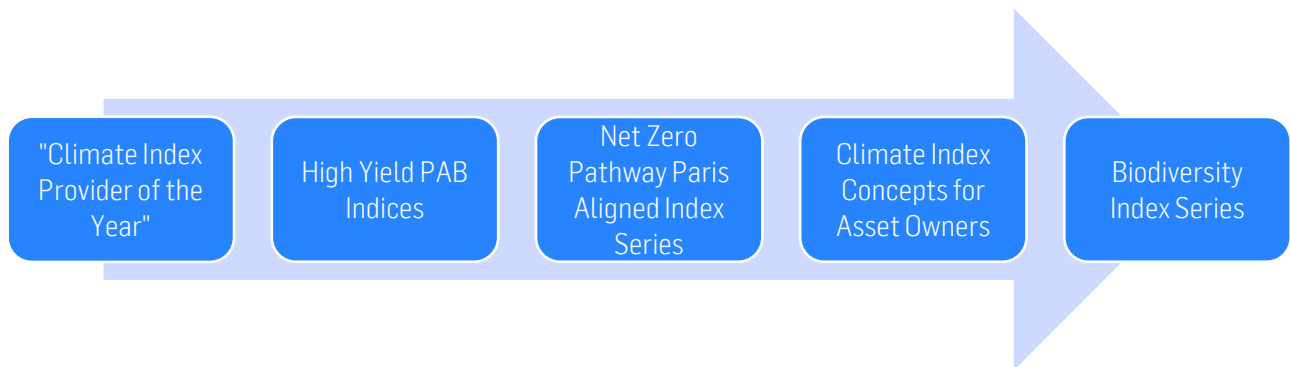 "Climate Index
Provider of the
Year"
High Yield PAB
Indices
Net Zero
Pathway Paris
Aligned Index
Series
Climate Index
Concepts for
Asset Owners
Biodiversity
Index Series